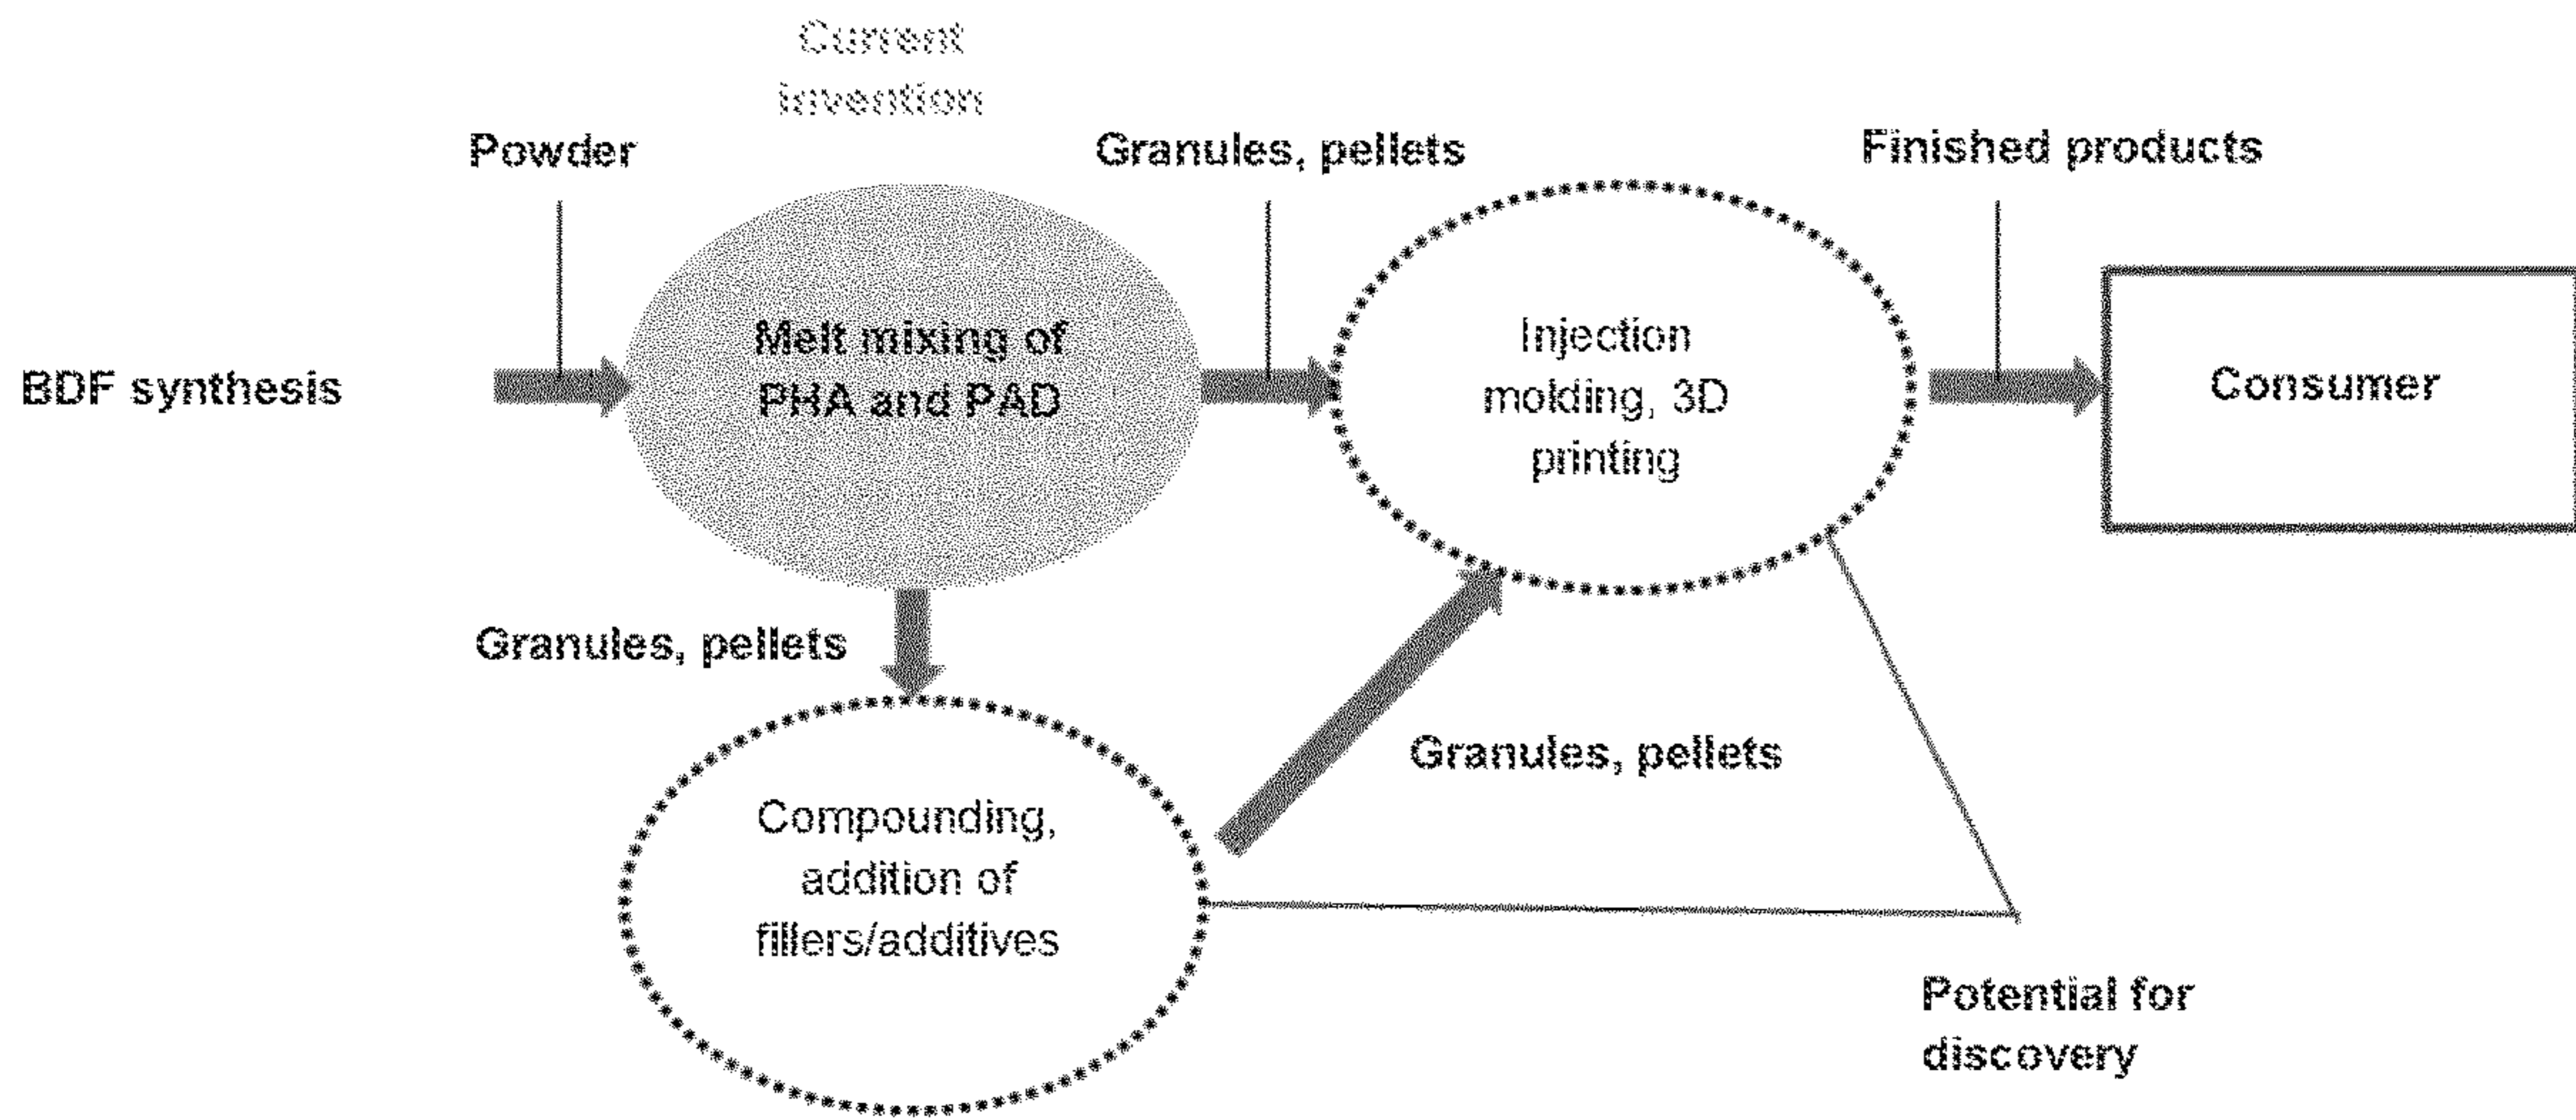 Current
invention
Powder
Granules, pellets
Finished products
BDF synthesis
Melt mixing of
PHA and PAD
Injection
molding, 3D
printing
Consumer
Granules, pellets
Granules, pellets
Compounding,
addition of
fillers/additives
Potential for
discovery